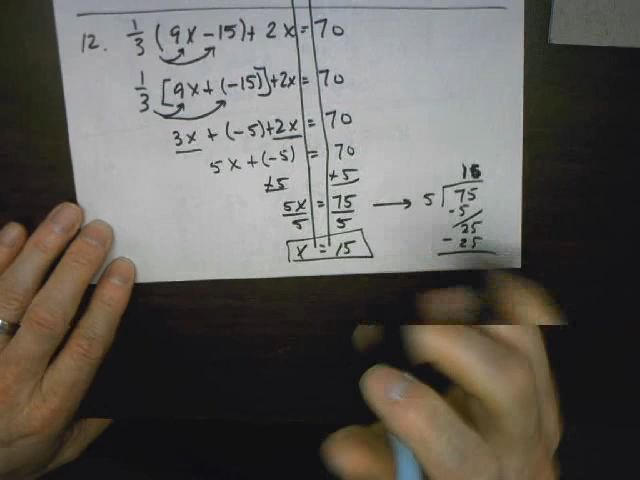 12. 1/3 (9x - 15) + 2x = 70
1/3 [9x + (-15)] + 2x = 70
3x + (-5) + 2x = 70
5x + (-5) = 70
+5 +5
5x/5 = 75/5 → 5 75 15
-5
25
-25
x = 15